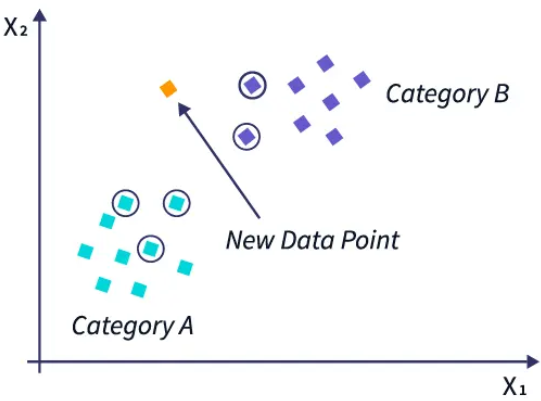 X₂
Category B
New Data Point
Category A
X₁